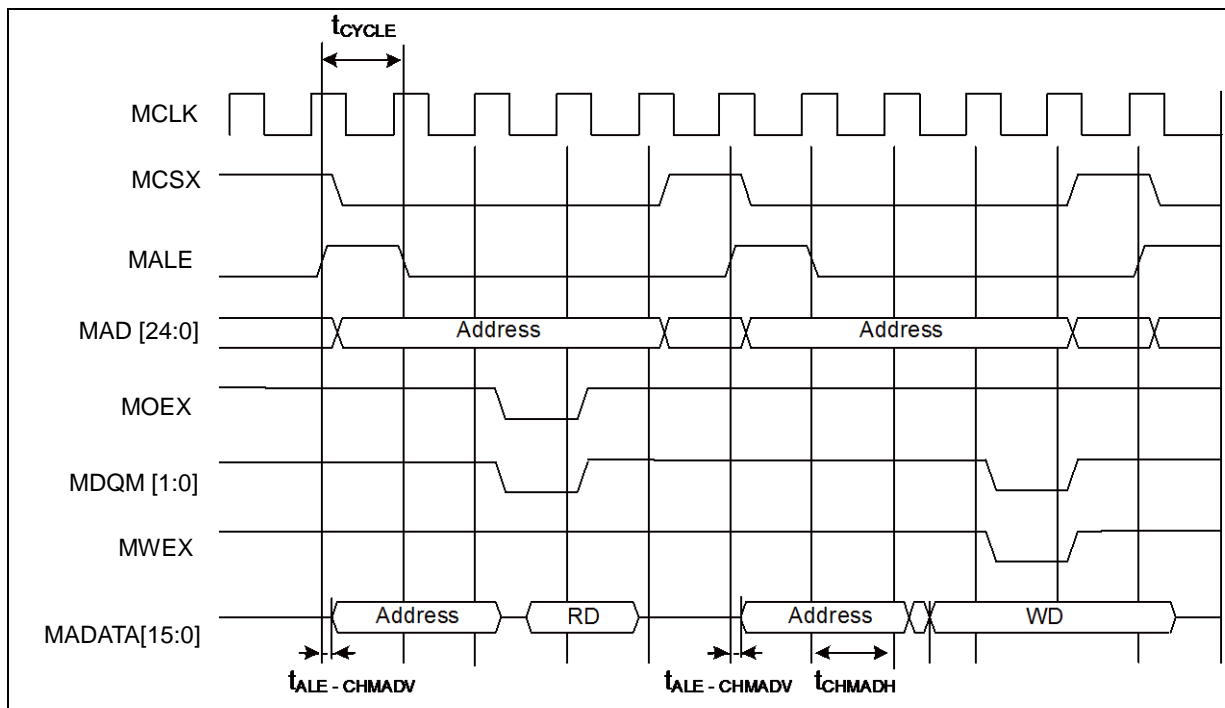 tCYCLE
MCLK
MCSX
MALE
MAD [24:0]
Address
Address
MOEX
MDQM [1:0]
MWEX
MADATA[15:0]
Address
RD
Address
WD
tALE - CHMADV
tALE - CHMADV
tCHMADH